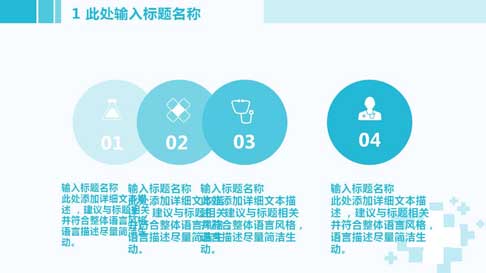 1 此处输入标题名称
01
02
03
04
输入标题名称
此处添加详细文本描
述,建议与标题相关
并符合整体语言风格,
语言描述尽量简洁生
动。
输入标题名称
此处添加详细文本描
述,建议与标题相关
并符合整体语言风格,
语言描述尽量简洁生
动。
输入标题名称
此处添加详细文本描
述,建议与标题相关
并符合整体语言风格,
语言描述尽量简洁生
动。
输入标题名称
此处添加详细文本描
述,建议与标题相关
并符合整体语言风格,
语言描述尽量简洁生
动。